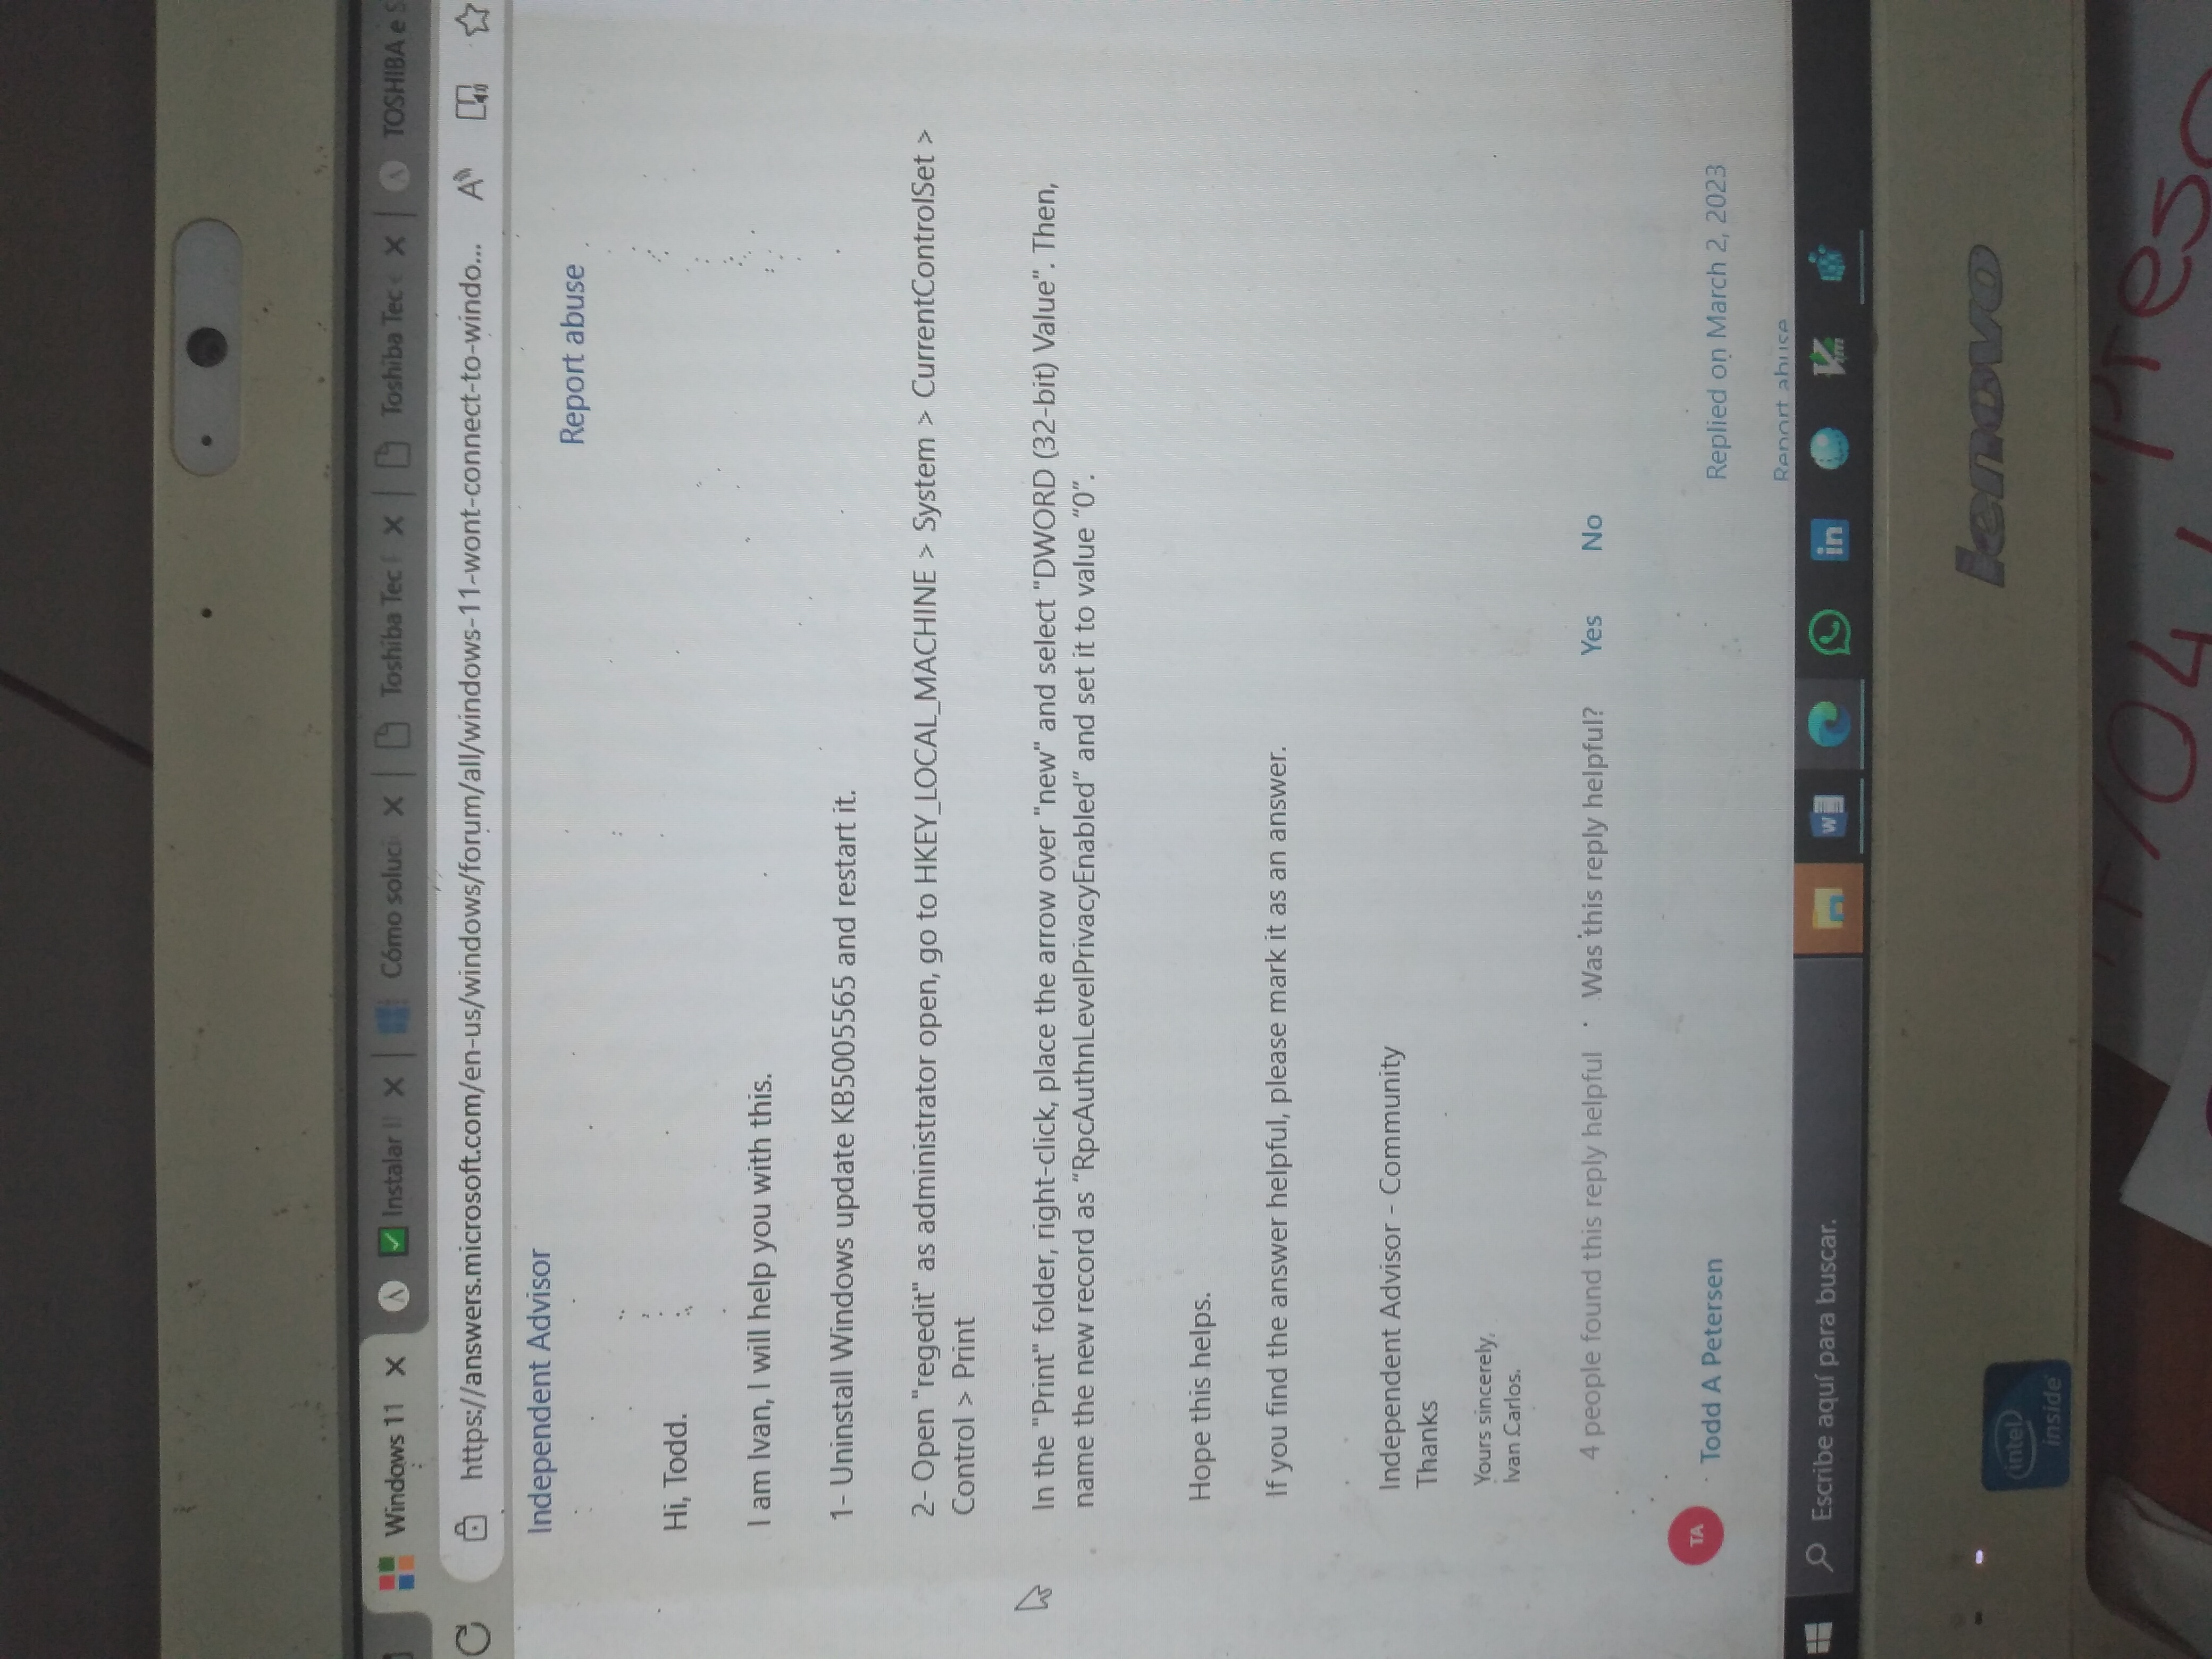 Windows 11
Instalar I
Cómo soluci
Toshiba Tec
Toshiba Tec
TOSHIBA e S
https://answers.microsoft.com/en-us/windows/forum/all/windows-11-wont-connect-to-windo...
Independent Advisor
Report abuse
Hi, Todd.
I am Ivan, I will help you with this.
1- Uninstall Windows update KB5005565 and restart it.
2- Open "regedit" as administrator open, go to HKEY_LOCAL_MACHINE > System > CurrentControlSet >
Control > Print
In the "Print" folder, right-click, place the arrow over "new" and select "DWORD (32-bit) Value". Then,
name the new record as “RpcAuthnLevelPrivacyEnabled” and set it to value “0”.
Hope this helps.
If you find the answer helpful, please mark it as an answer.
Independent Advisor - Community
Thanks
Yours sincerely,
Ivan Carlos.
4 people found this reply helpful · Was this reply helpful? Yes No
TA
Todd A Petersen
Replied on March 2, 2023
Report abuse
Escribe aquí para buscar.
W
in
Vim
lenovo
intel
inside
/04, Pres